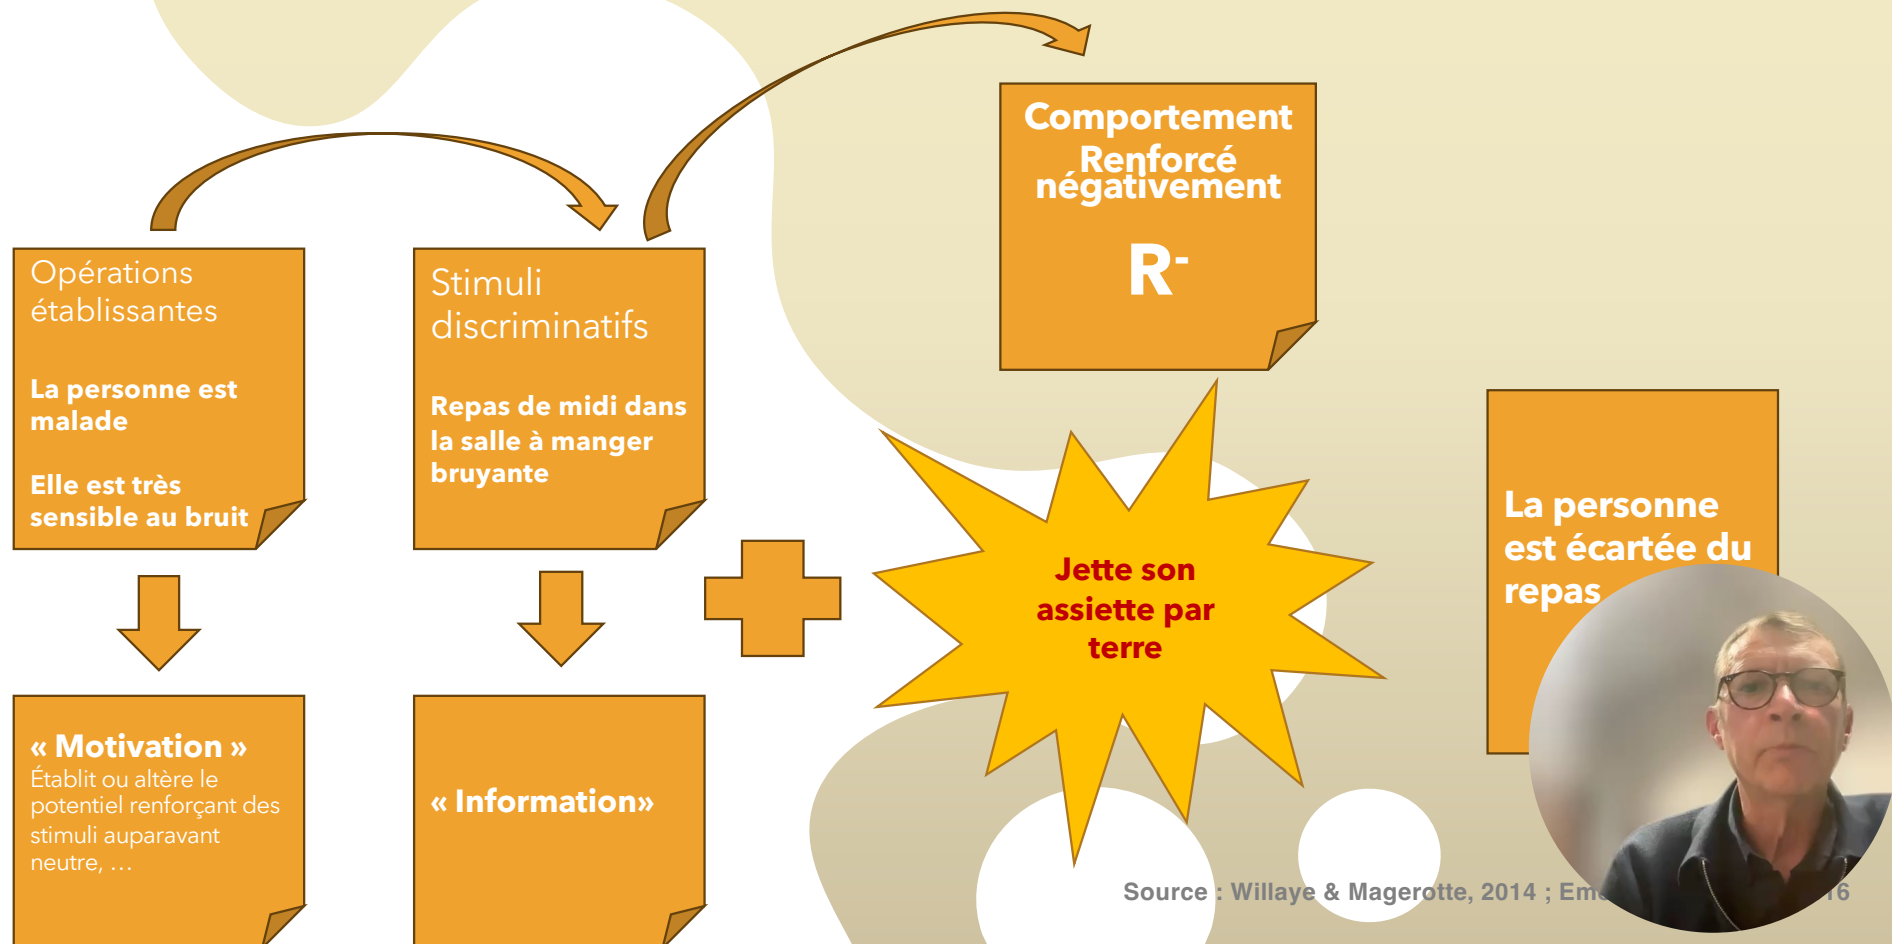 Opérations
établissantes
La personne est
malade
Elle est très
sensible au bruit
« Motivation »
Établit ou altère le
potentiel renforçant des
stimuli auparavant
neutre, …
Stimuli
discriminatifs
Repas de midi dans
la salle à manger
bruyante
« Information»
Comportement
Renforcé
négativement
R-
Jette son
assiette par
terre
La personne
est écartée du
repas
Source : Willaye & Magerotte, 2014 ;